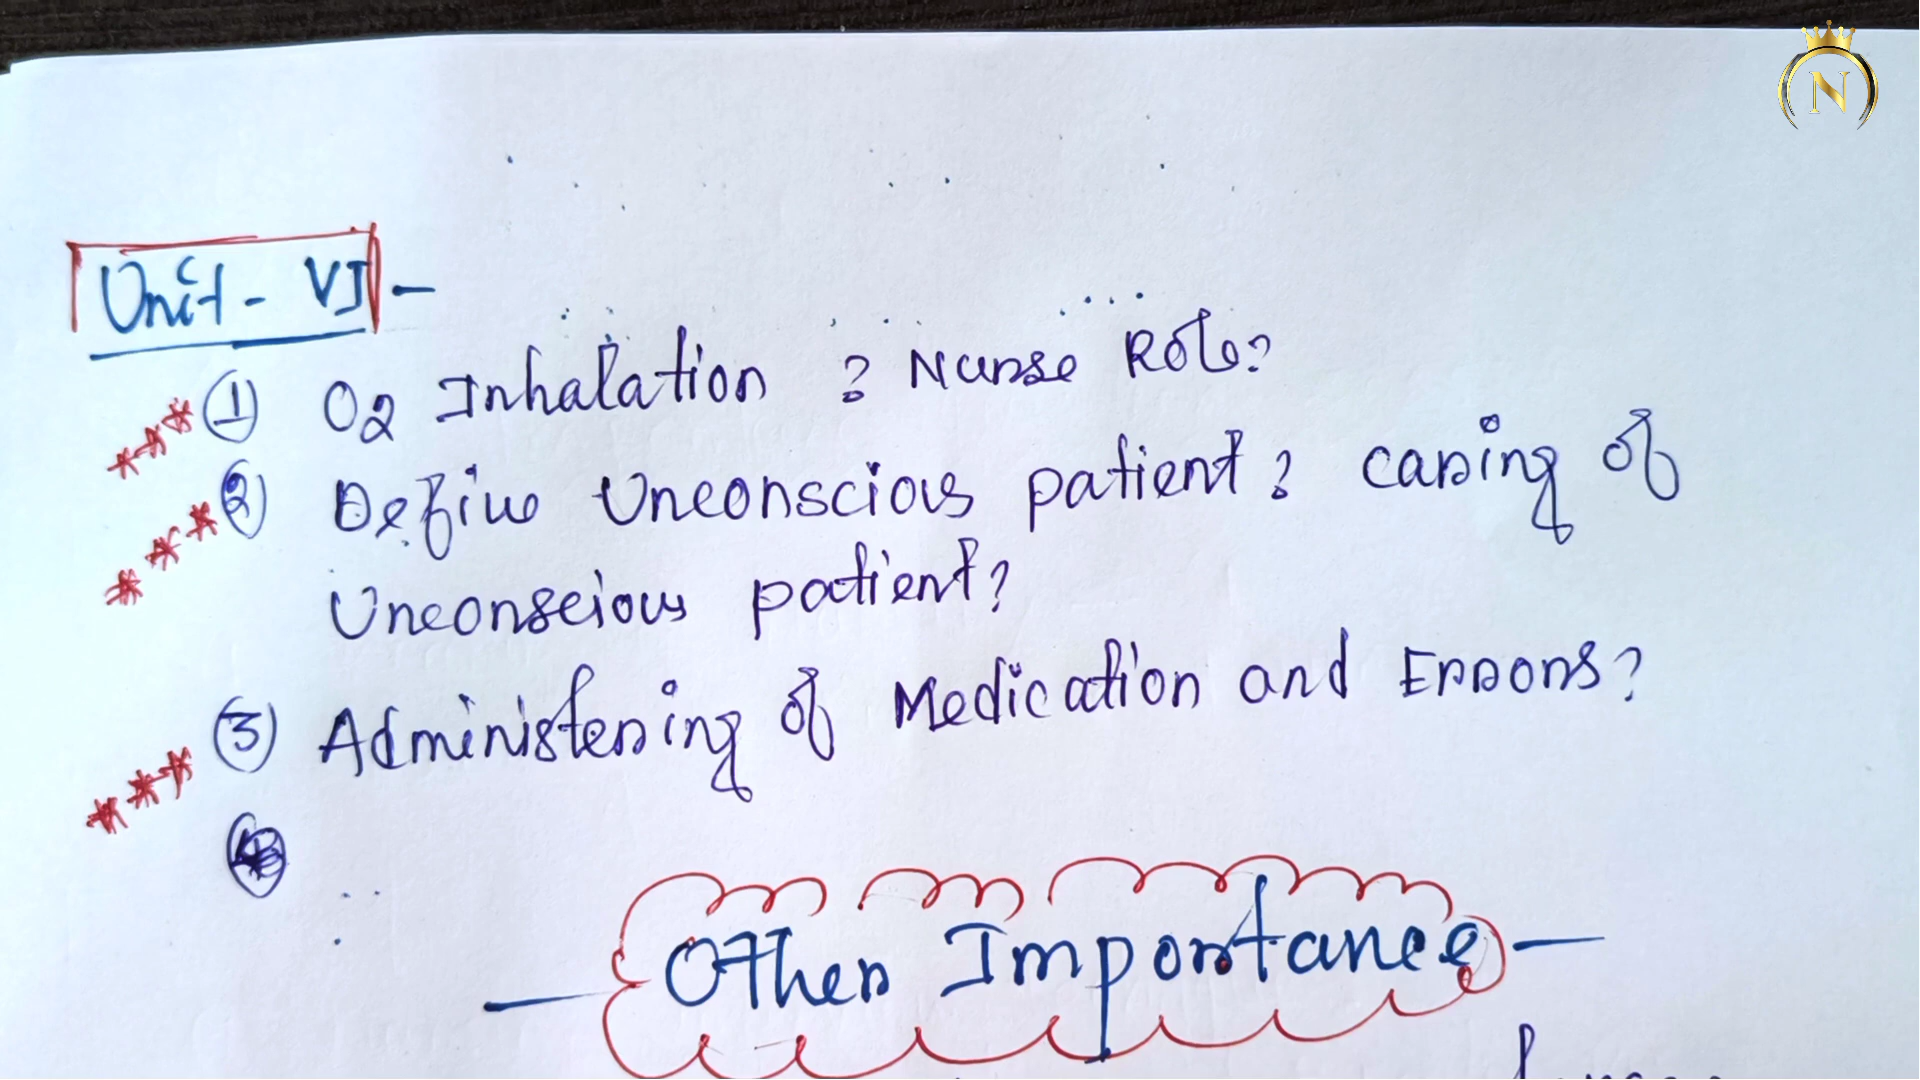 N
Unit - VI -
① O2 Inhalation ? Nurse Role?
② Define Unconscious patient? caring of
Unconscious patient?
③ Administering of Medication and Errors?
- Other Importance -